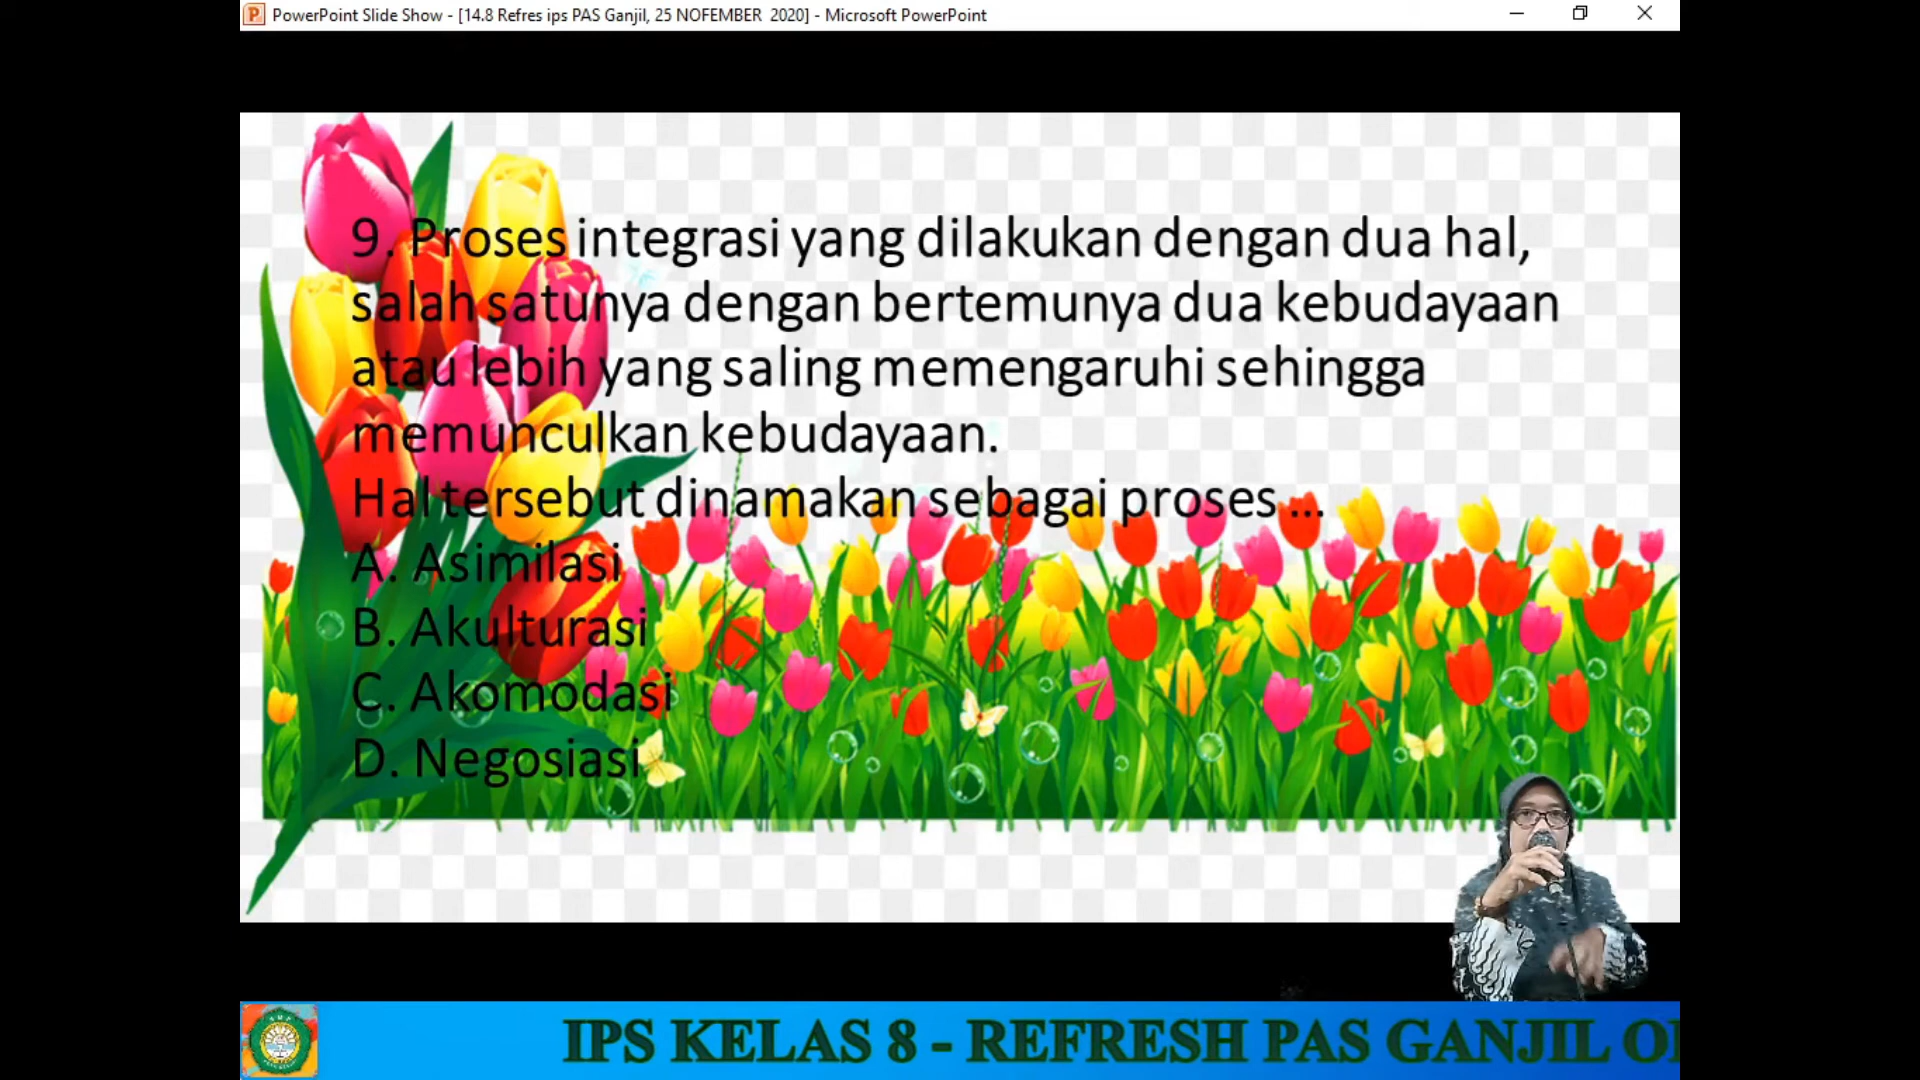 PowerPoint Slide Show - [14.8 Refres ips PAS Ganjil, 25 NOFEMBER 2020] - Microsoft PowerPoint
9. Proses integrasi yang dilakukan dengan dua hal,
salah satunya dengan bertemunya dua kebudayaan
atau lebih yang saling memengaruhi sehingga
memunculkan kebudayaan.
Hal tersebut dinamakan sebagai proses ...
A. Asimilasi
B. Akulturasi
C. Akomodasi
D. Negosiasi
IPS KELAS 8 - REFRESH PAS GANJIL